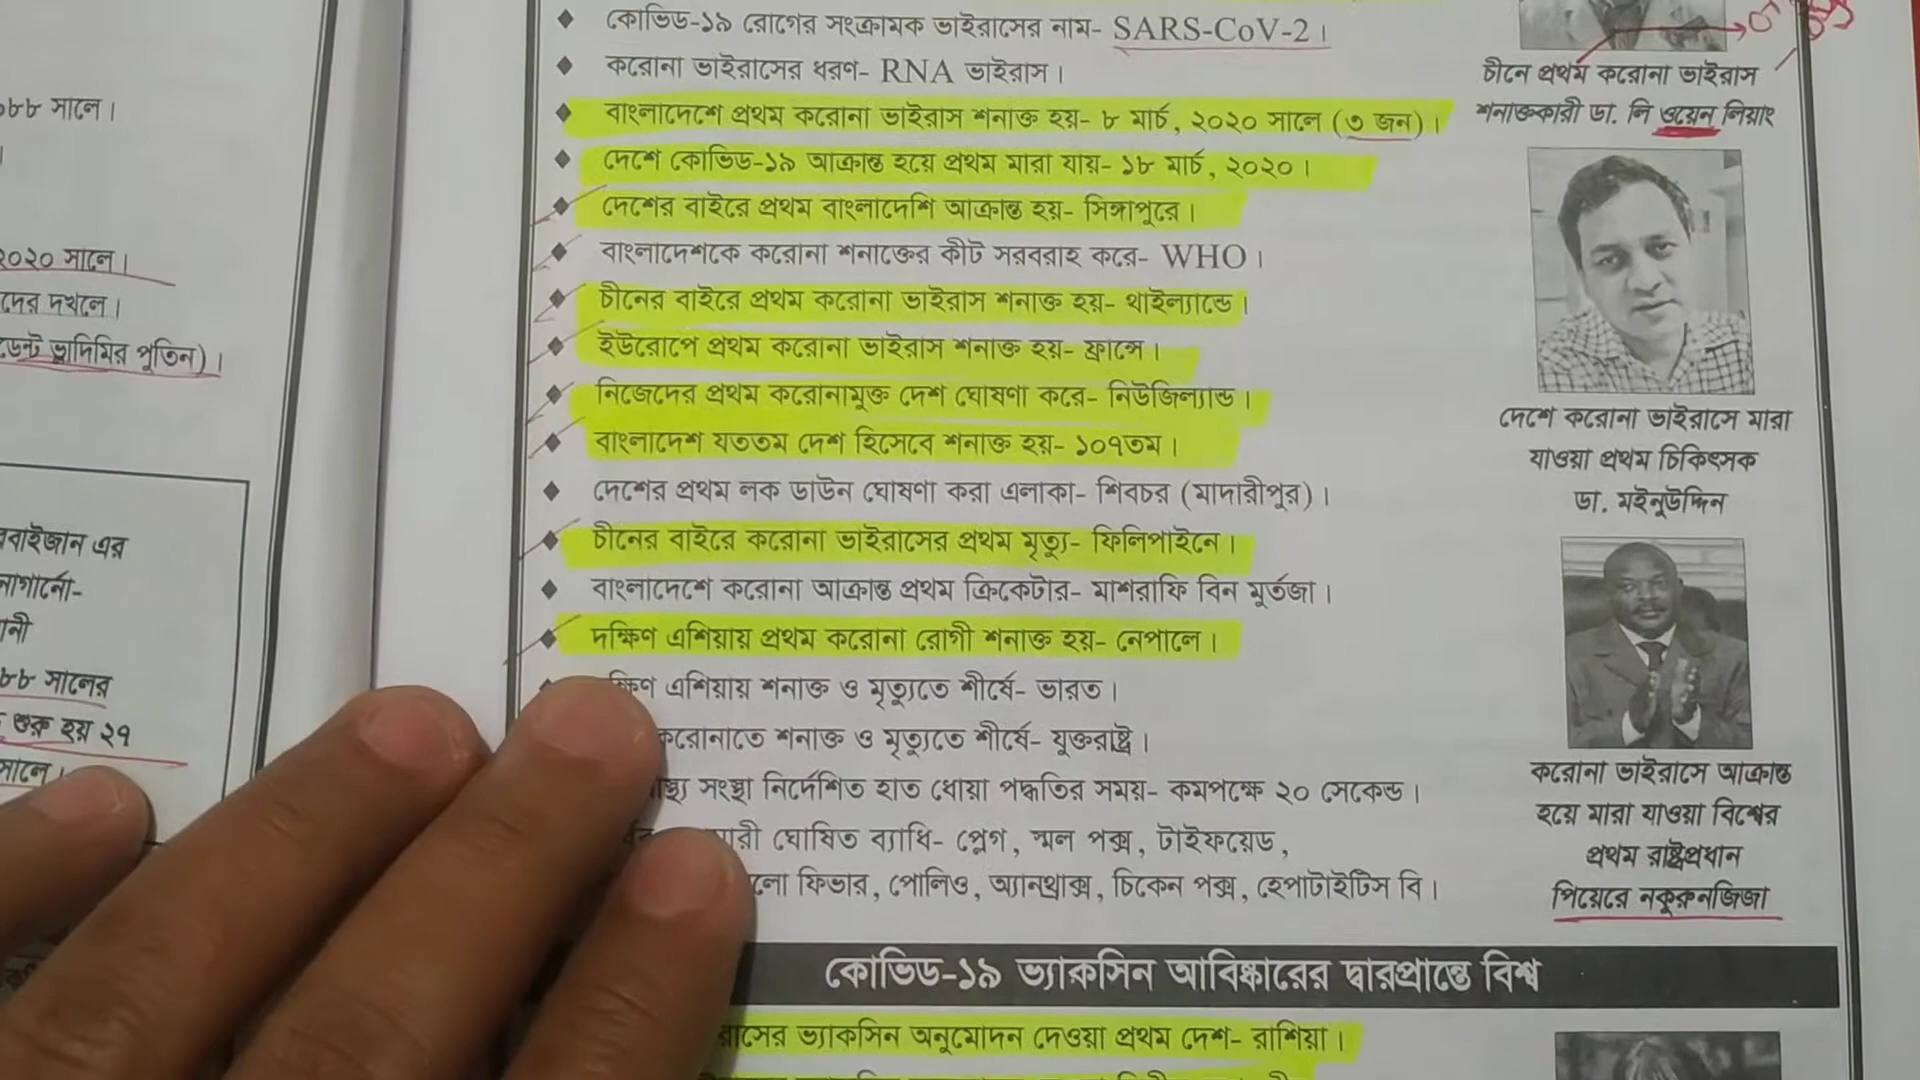 ৮৮ সালে।
২০২০ সালে।
দের দখলে।
ডেন্ট ভ্লাদিমির পুতিন)।
বাইজান এর
নাগার্নো-
নী
৮৮ সালের
শুরু হয় ২৭
সালে।
কোভিড-১৯ রোগের সংক্রামক ভাইরাসের নাম- SARS-CoV-2।
করোনা ভাইরাসের ধরণ- RNA ভাইরাস।
বাংলাদেশে প্রথম করোনা ভাইরাস শনাক্ত হয়- ৮ মার্চ, ২০২০ সালে (৩ জন)।
দেশে কোভিড-১৯ আক্রান্ত হয়ে প্রথম মারা যায়- ১৮ মার্চ, ২০২০।
দেশের বাইরে প্রথম বাংলাদেশি আক্রান্ত হয়- সিঙ্গাপুরে।
বাংলাদেশকে করোনা শনাক্তের কীট সরবরাহ করে- WHO।
চীনের বাইরে প্রথম করোনা ভাইরাস শনাক্ত হয়- থাইল্যান্ডে।
ইউরোপে প্রথম করোনা ভাইরাস শনাক্ত হয়- ফ্রান্সে।
নিজেদের প্রথম করোনামুক্ত দেশ ঘোষণা করে- নিউজিল্যান্ড।
বাংলাদেশ যততম দেশ হিসেবে শনাক্ত হয়- ১০৭তম।
দেশের প্রথম লক ডাউন ঘোষণা করা এলাকা- শিবচর (মাদারীপুর)।
চীনের বাইরে করোনা ভাইরাসের প্রথম মৃত্যু- ফিলিপাইনে।
বাংলাদেশে করোনা আক্রান্ত প্রথম ক্রিকেটার- মাশরাফি বিন মুর্তজা।
দক্ষিণ এশিয়ায় প্রথম করোনা রোগী শনাক্ত হয়- নেপালে।
ক্ষিণ এশিয়ায় শনাক্ত ও মৃত্যুতে শীর্ষে- ভারত।
করোনাতে শনাক্ত ও মৃত্যুতে শীর্ষে- যুক্তরাষ্ট্র।
স্থ্য সংস্থা নির্দেশিত হাত ধোয়া পদ্ধতির সময়- কমপক্ষে ২০ সেকেন্ড।
ারী ঘোষিত ব্যাধি- প্লেগ, স্মল পক্স, টাইফয়েড,
লো ফিভার, পোলিও, অ্যানথ্রাক্স, চিকেন পক্স, হেপাটাইটিস বি।
চীনে প্রথম করোনা ভাইরাস
শনাক্তকারী ডা. লি ওয়েন লিয়াং
দেশে করোনা ভাইরাসে মারা
যাওয়া প্রথম চিকিৎসক
ডা. মইনুউদ্দিন
করোনা ভাইরাসে আক্রান্ত
হয়ে মারা যাওয়া বিশ্বের
প্রথম রাষ্ট্রপ্রধান
পিয়েরে নকুরুনজিজা
কোভিড-১৯ ভ্যাকসিন আবিষ্কারের দ্বারপ্রান্তে বিশ্ব
রাসের ভ্যাকসিন অনুমোদন দেওয়া প্রথম দেশ- রাশিয়া।